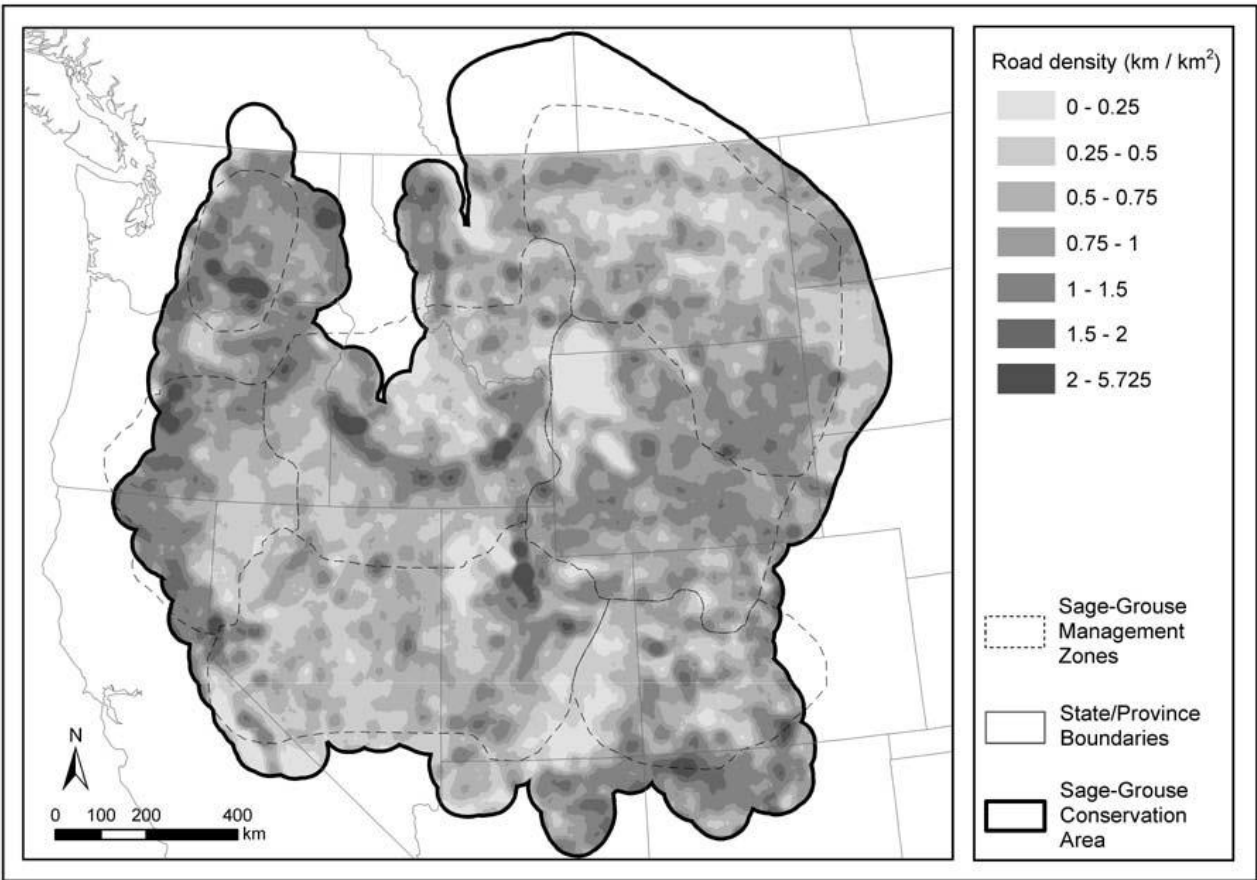 Road density (km / km²)
0 - 0.25
0.25 - 0.5
0.5 - 0.75
0.75 - 1
1 - 1.5
1.5 - 2
2 - 5.725
Sage-Grouse
Management
Zones
State/Province
Boundaries
Sage-Grouse
Conservation
Area
N
0 100 200 400
km